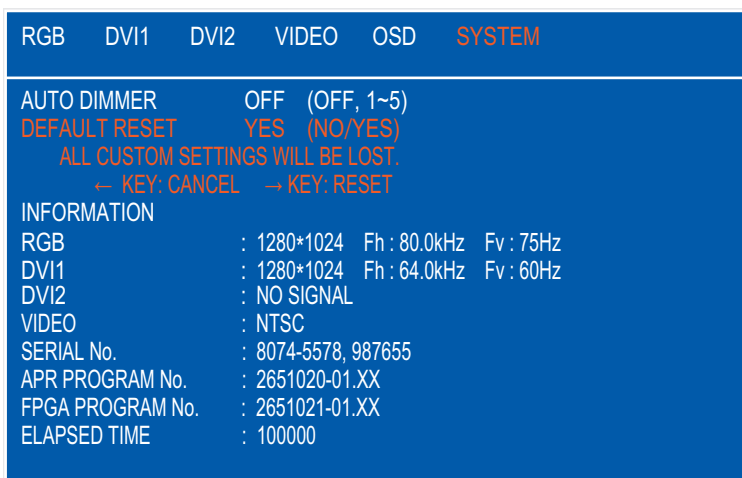 RGB DVI1 DVI2 VIDEO OSD SYSTEM
AUTO DIMMER OFF (OFF, 1~5)
DEFAULT RESET YES (NO/YES)
ALL CUSTOM SETTINGS WILL BE LOST.
← KEY: CANCEL → KEY: RESET
INFORMATION
RGB : 1280*1024 Fh : 80.0kHz Fv : 75Hz
DVI1 : 1280*1024 Fh : 64.0kHz Fv : 60Hz
DVI2 : NO SIGNAL
VIDEO : NTSC
SERIAL No. : 8074-5578, 987655
APR PROGRAM No. : 2651020-01.XX
FPGA PROGRAM No. : 2651021-01.XX
ELAPSED TIME : 100000